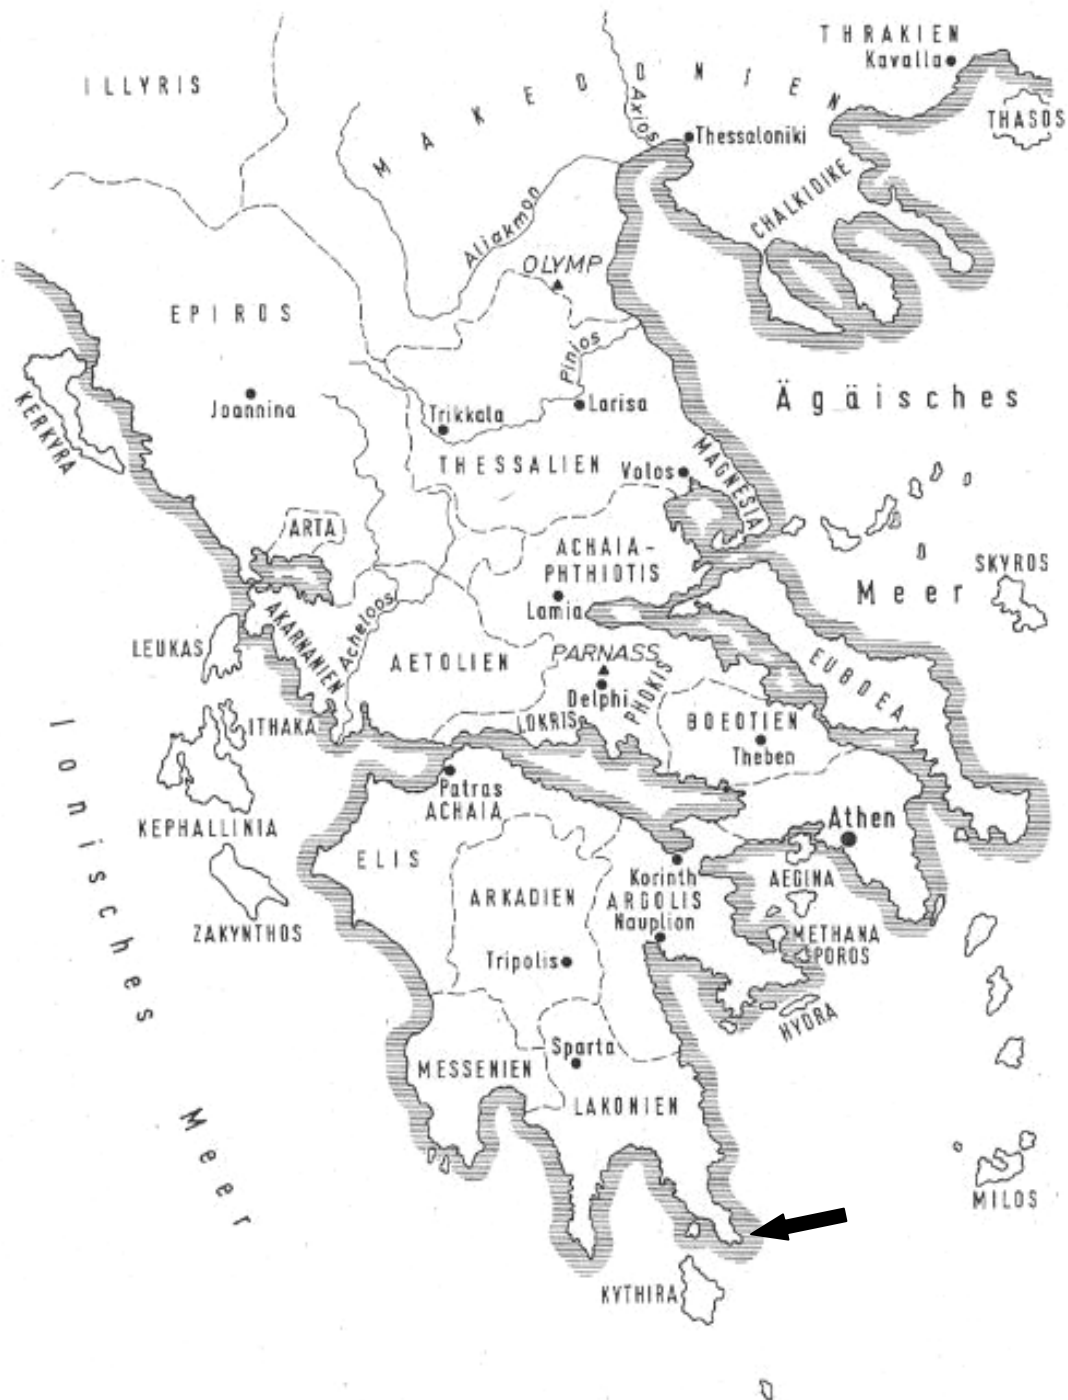 THRAKIEN
Kavalla
ILLYRIS
MAKEDONIEN
Axios
THASOS
Thessaloniki
CHALKIDIKE
Aliakmon
OLYMP
EPIROS
Pinios
KERKYRA
Joannina
Trikkala
Larisa
Ägäisches
THESSALIEN
Volos
MAGNESIA
ARTA
ACHAIA-
PHTHIOTIS
SKYROS
Meer
Lamia
AKARNANIEN
Acheloos
LEUKAS
AETOLIEN
PARNASS
Delphi
PHOKIS
EUBOEA
LOKRIS
BOEOTIEN
Theben
ITHAKA
Ionisches
Patras
ACHAIA
KEPHALLINIA
Athen
ELIS
Korinth
AEGINA
ARKADIEN
ARGOLIS
Nauplion
ZAKYNTHOS
METHANA
POROS
Tripolis
HYDRA
Sparta
MESSENIEN
LAKONIEN
Meer
MILOS
KYTHIRA